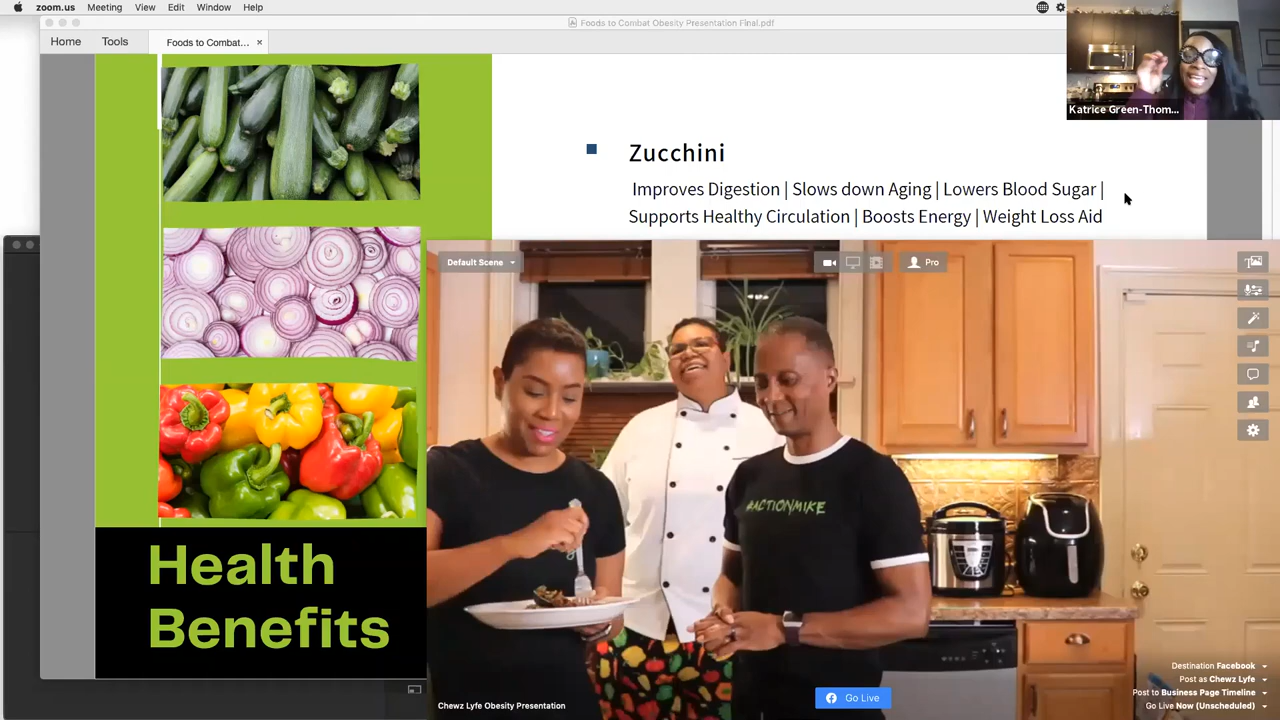 zoom.us Meeting View Edit Window Help
Foods to Combat Obesity Presentation Final.pdf
Home Tools Foods to Combat... ×
Katrice Green-Thom...
Zucchini
Improves Digestion | Slows down Aging | Lowers Blood Sugar |
Supports Healthy Circulation | Boosts Energy | Weight Loss Aid
Default Scene
Pro
#ACTIONMIKE
Health
Benefits
Destination Facebook
Post as Chewz Lyfe
Post to Business Page Timeline
Go Live Now (Unscheduled)
Go Live
Chewz Lyfe Obesity Presentation